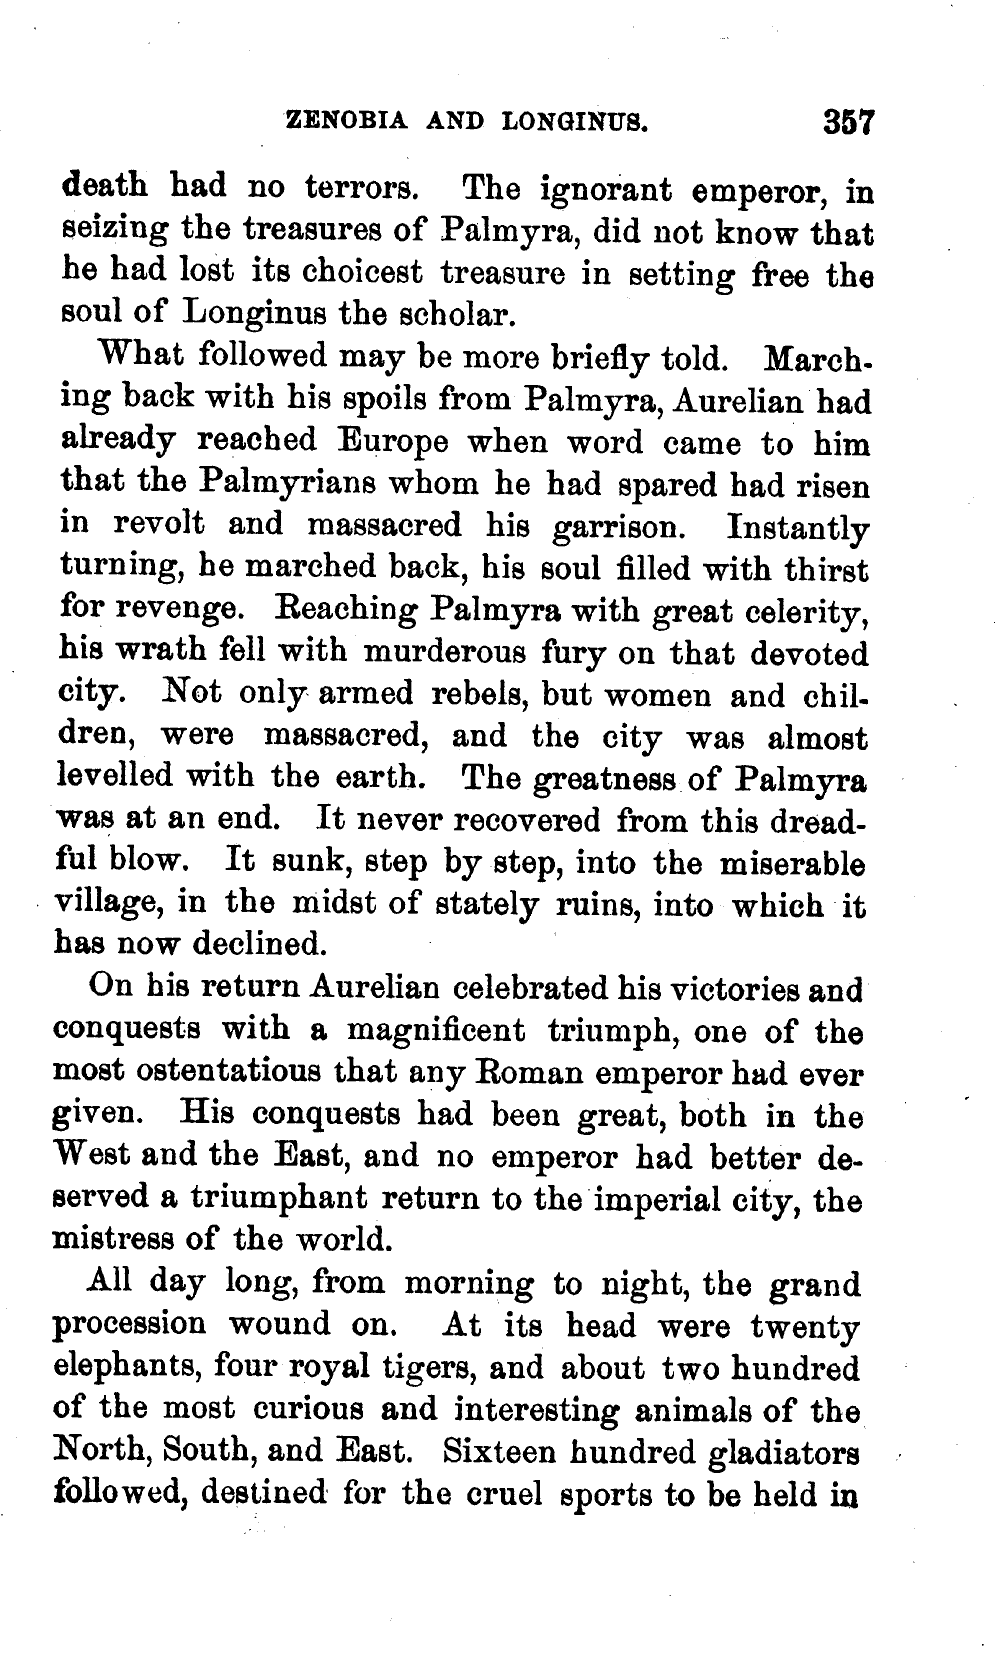 ZENOBIA AND LONGINUS. 357
death had no terrors. The ignorant emperor, in
seizing the treasures of Palmyra, did not know that
he had lost its choicest treasure in setting free the
soul of Longinus the scholar.
What followed may be more briefly told. March-
ing back with his spoils from Palmyra, Aurelian had
already reached Europe when word came to him
that the Palmyrians whom he had spared had risen
in revolt and massacred his garrison. Instantly
turning, he marched back, his soul filled with thirst
for revenge. Reaching Palmyra with great celerity,
his wrath fell with murderous fury on that devoted
city. Not only armed rebels, but women and chil-
dren, were massacred, and the city was almost
levelled with the earth. The greatness of Palmyra
was at an end. It never recovered from this dread-
ful blow. It sunk, step by step, into the miserable
village, in the midst of stately ruins, into which it
has now declined.
On his return Aurelian celebrated his victories and
conquests with a magnificent triumph, one of the
most ostentatious that any Roman emperor had ever
given. His conquests had been great, both in the
West and the East, and no emperor had better de-
served a triumphant return to the imperial city, the
mistress of the world.
All day long, from morning to night, the grand
procession wound on. At its head were twenty
elephants, four royal tigers, and about two hundred
of the most curious and interesting animals of the
North, South, and East. Sixteen hundred gladiators
followed, destined for the cruel sports to be held in